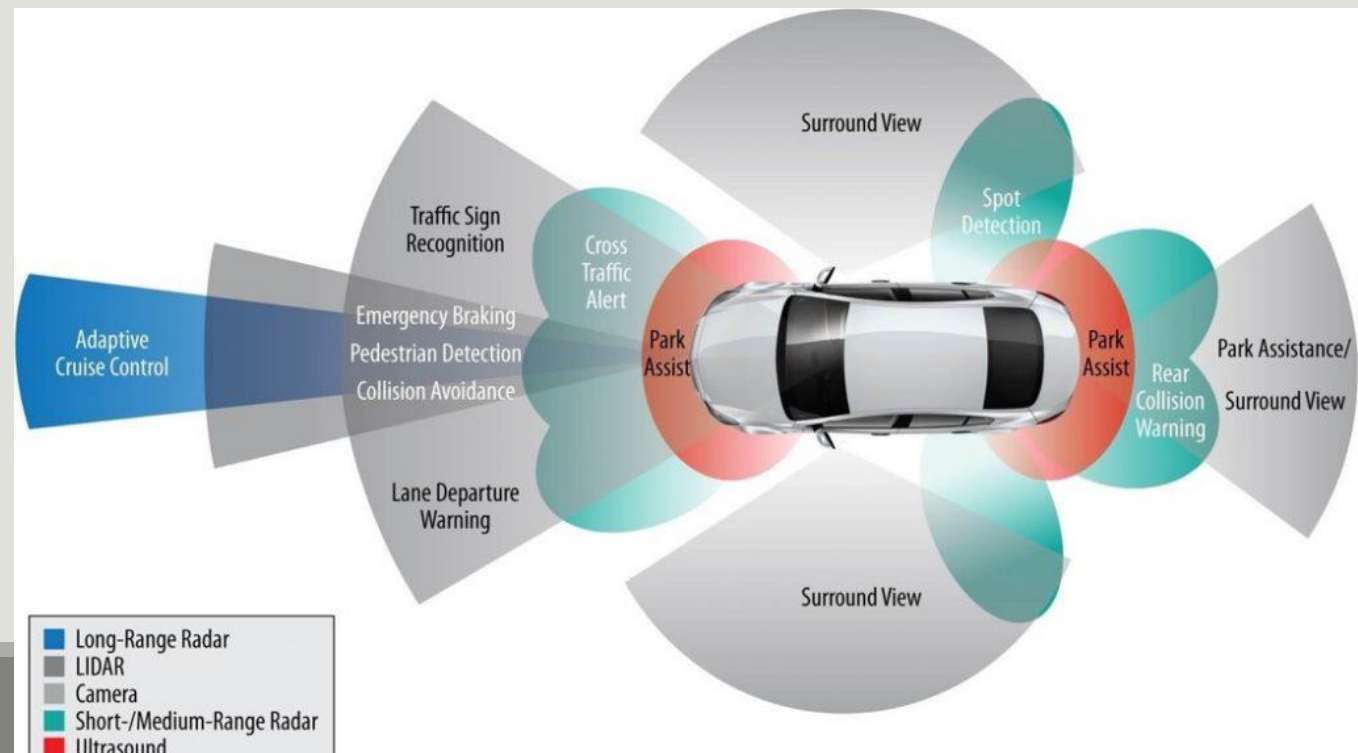 Surround View
Traffic Sign
Recognition
Cross
Traffic
Alert
Spot
Detection
Adaptive
Cruise Control
Emergency Braking
Pedestrian Detection
Collision Avoidance
Park
Assist
Park
Assist
Rear
Collision
Warning
Park Assistance/
Surround View
Lane Departure
Warning
Surround View
Long-Range Radar
LIDAR
Camera
Short-/Medium-Range Radar
Ultrasound